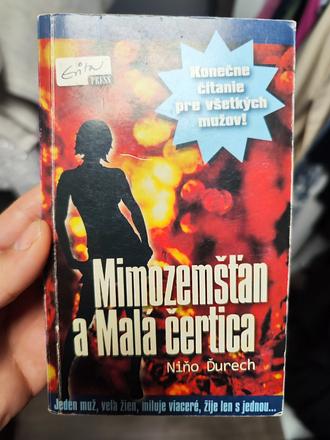 Evitov
PRESS
Konečne
čítanie
pre všetkých
mužov!
Mimozemšťan
a Malá čertica
Niňo Ďurech
Jeden muž, veľa žien, miluje viaceré, žije len s jednou...